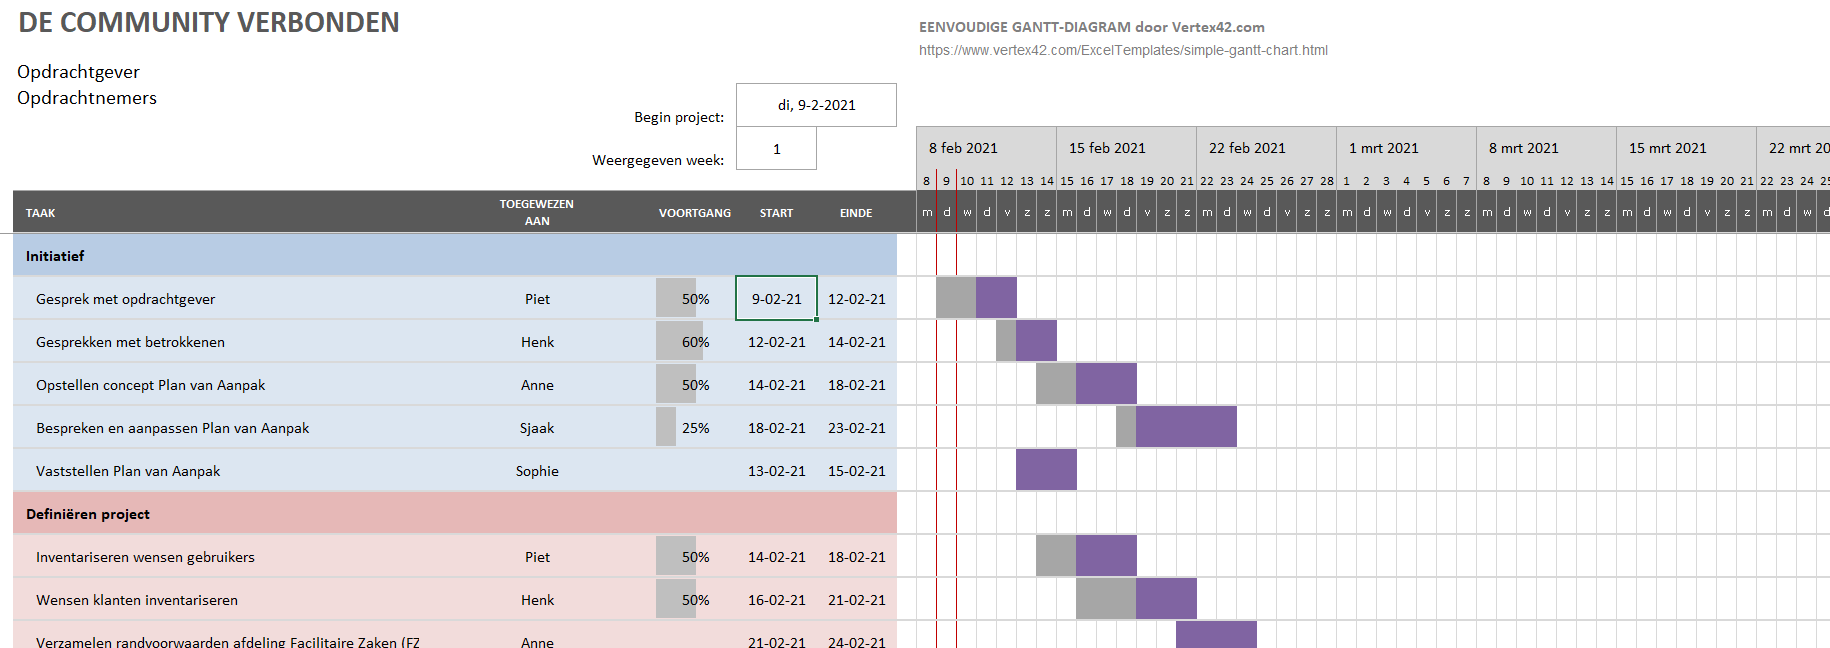 DE COMMUNITY VERBONDEN
EENVOUDIGE GANTT-DIAGRAM door Vertex42.com
https://www.vertex42.com/ExcelTemplates/simple-gantt-chart.html
Opdrachtgever
Opdrachtnemers
Begin project: di, 9-2-2021
Weergegeven week: 1
8 feb 2021 15 feb 2021 22 feb 2021 1 mrt 2021 8 mrt 2021 15 mrt 2021 22 mrt 20
8 9 10 11 12 13 14 15 16 17 18 19 20 21 22 23 24 25 26 27 28 1 2 3 4 5 6 7 8 9 10 11 12 13 14 15 16 17 18 19 20 21 22 23 24 25
TAAK TOEGEWEZEN AAN VOORTGANG START EINDE m d w d v z z m d w d v z z m d w d v z z m d w d v z z m d w d v z z m d w d v z z m d w d
Initiatief
Gesprek met opdrachtgever Piet 50% 9-02-21 12-02-21
Gesprekken met betrokkenen Henk 60% 12-02-21 14-02-21
Opstellen concept Plan van Aanpak Anne 50% 14-02-21 18-02-21
Bespreken en aanpassen Plan van Aanpak Sjaak 25% 18-02-21 23-02-21
Vaststellen Plan van Aanpak Sophie 13-02-21 15-02-21
Definiëren project
Inventariseren wensen gebruikers Piet 50% 14-02-21 18-02-21
Wensen klanten inventariseren Henk 50% 16-02-21 21-02-21
Verzamelen randvoorwaarden afdeling Facilitaire Zaken (FZ Anne 21-02-21 24-02-21